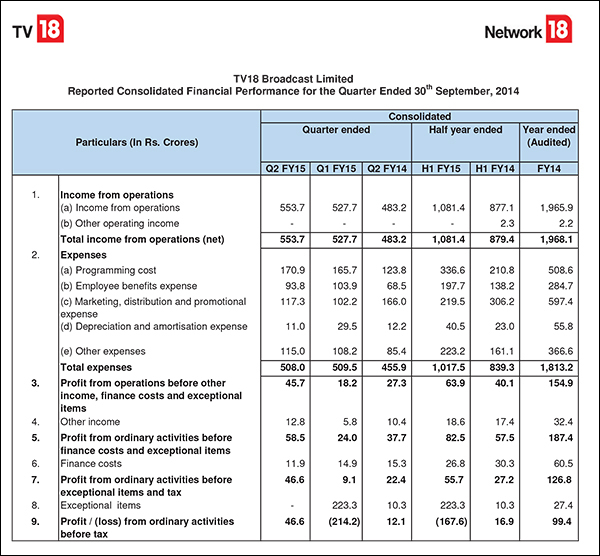 TV 18
Network 18
TV18 Broadcast Limited
Reported Consolidated Financial Performance for the Quarter Ended 30th September, 2014
Particulars (In Rs. Crores)
Consolidated
Quarter ended Half year ended Year ended (Audited)
Q2 FY15 Q1 FY15 Q2 FY14 H1 FY15 H1 FY14 FY14
1. Income from operations
(a) Income from operations 553.7 527.7 483.2 1,081.4 877.1 1,965.9
(b) Other operating income - - - - 2.3 2.2
Total income from operations (net) 553.7 527.7 483.2 1,081.4 879.4 1,968.1
2. Expenses
(a) Programming cost 170.9 165.7 123.8 336.6 210.8 508.6
(b) Employee benefits expense 93.8 103.9 68.5 197.7 138.2 284.7
(c) Marketing, distribution and promotional 117.3 102.2 166.0 219.5 306.2 597.4
expense
(d) Depreciation and amortisation expense 11.0 29.5 12.2 40.5 23.0 55.8
(e) Other expenses 115.0 108.2 85.4 223.2 161.1 366.6
Total expenses 508.0 509.5 455.9 1,017.5 839.3 1,813.2
3. Profit from operations before other 45.7 18.2 27.3 63.9 40.1 154.9
income, finance costs and exceptional
items
4. Other income 12.8 5.8 10.4 18.6 17.4 32.4
5. Profit from ordinary activities before 58.5 24.0 37.7 82.5 57.5 187.4
finance costs and exceptional items
6. Finance costs 11.9 14.9 15.3 26.8 30.3 60.5
7. Profit from ordinary activities before 46.6 9.1 22.4 55.7 27.2 126.8
exceptional items and tax
8. Exceptional items - 223.3 10.3 223.3 10.3 27.4
9. Profit / (loss) from ordinary activities 46.6 (214.2) 12.1 (167.6) 16.9 99.4
before tax